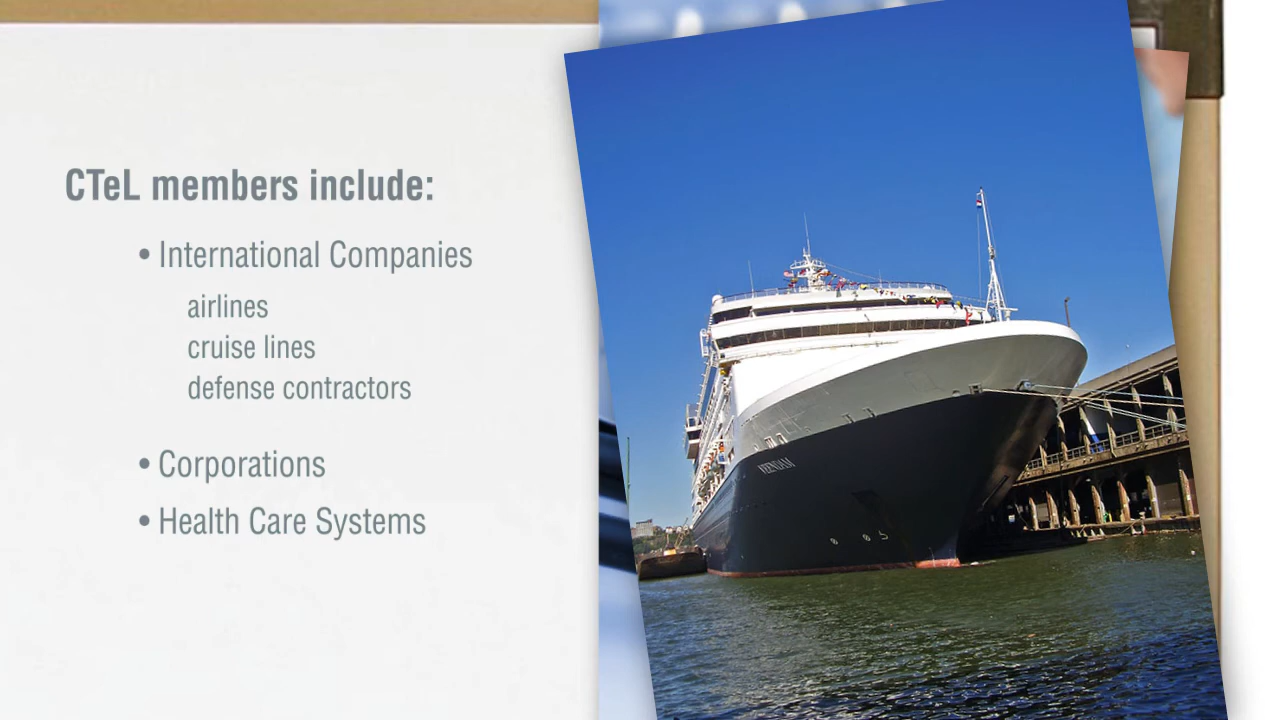 CTeL members include:
• International Companies
airlines
cruise lines
defense contractors
• Corporations
• Health Care Systems